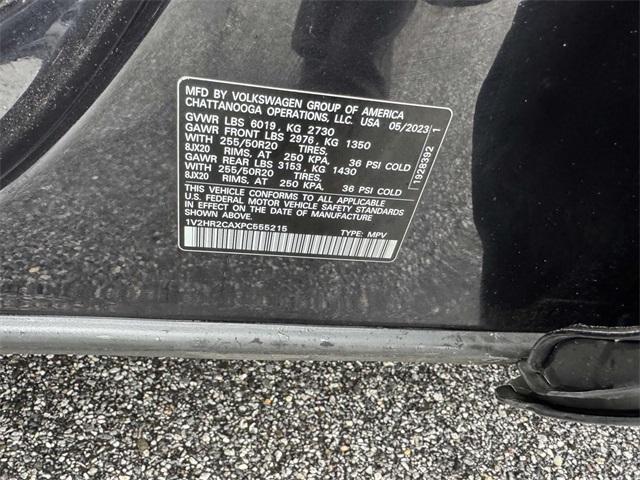 MFD BY VOLKSWAGEN GROUP OF AMERICA
CHATTANOOGA OPERATIONS, LLC. USA 05/2023
GVWR LBS 6019, KG 2730
GAWR FRONT LBS 2976, KG 1350
WITH 255/50R20 TIRES,
8JX20 RIMS, AT 250 KPA, 36 PSI COLD
GAWR REAR LBS 3153, KG 1430
WITH 255/50R20 TIRES,
8JX20 RIMS, AT 250 KPA, 36 PSI COLD
THIS VEHICLE CONFORMS TO ALL APPLICABLE
U.S. FEDERAL MOTOR VEHICLE SAFETY STANDARDS
IN EFFECT ON THE DATE OF MANUFACTURE
SHOWN ABOVE.
1V2HR2CAXPC555215 TYPE: MPV
1928392 1